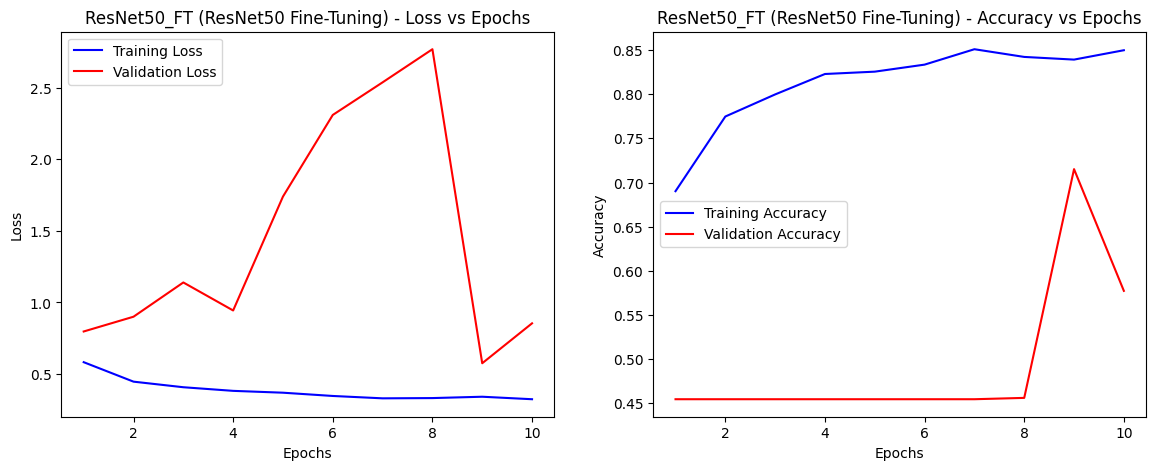 ResNet50_FT (ResNet50 Fine-Tuning) - Loss vs Epochs
Training Loss
Validation Loss
2.5
2.0
1.5
1.0
0.5
Loss
2 4 6 8 10
Epochs
ResNet50_FT (ResNet50 Fine-Tuning) - Accuracy vs Epochs
0.85
0.80
0.75
0.70
0.65
0.60
0.55
0.50
0.45
Accuracy
Training Accuracy
Validation Accuracy
2 4 6 8 10
Epochs